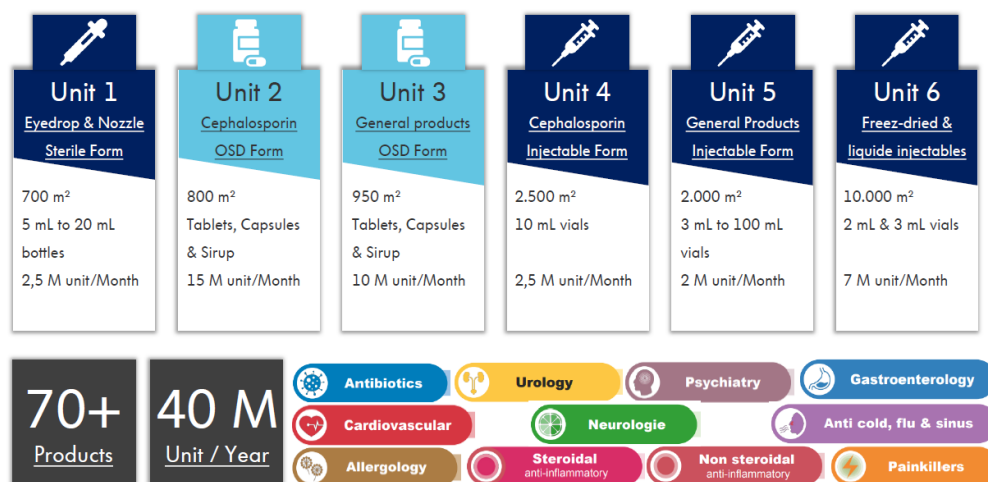 Unit 1
Eyedrop & Nozzle
Sterile Form
700 m²
5 mL to 20 mL
bottles
2,5 M unit/Month
Unit 2
Cephalosporin
OSD Form
800 m²
Tablets, Capsules
& Sirup
15 M unit/Month
Unit 3
General products
OSD Form
950 m²
Tablets, Capsules
& Sirup
10 M unit/Month
Unit 4
Cephalosporin
Injectable Form
2.500 m²
10 mL vials
2,5 M unit/Month
Unit 5
General Products
Injectable Form
2.000 m²
3 mL to 100 mL
vials
2 M unit/Month
Unit 6
Freez-dried &
liquide injectables
10.000 m²
2 mL & 3 mL vials
7 M unit/Month
70+
Products
40 M
Unit / Year
Antibiotics
Urology
Psychiatry
Gastroenterology
Cardiovascular
Neurologie
Anti cold, flu & sinus
Allergology
Steroidal
anti-inflammatory
Non steroidal
anti-inflammatory
Painkillers